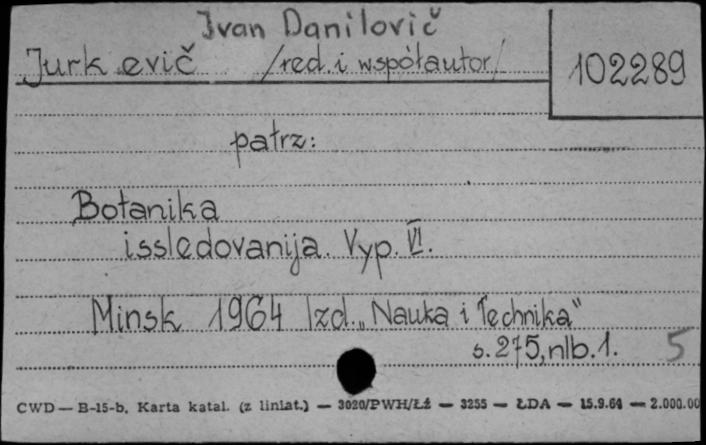 Ivan Danilovič
Jurkevič /red. i współautor/ 102289
patrz:
Botanika
issledovanija. Vyp. VI.
Minsk 1964 Izd. „Nauka i Technika"
s. 275, nlb. 1. 5
CWD — B-15-b. Karta katal. (z liniat.) — 3020/PWH/Łź — 3255 — ŁDA — 15.9.64 — 2.000.00